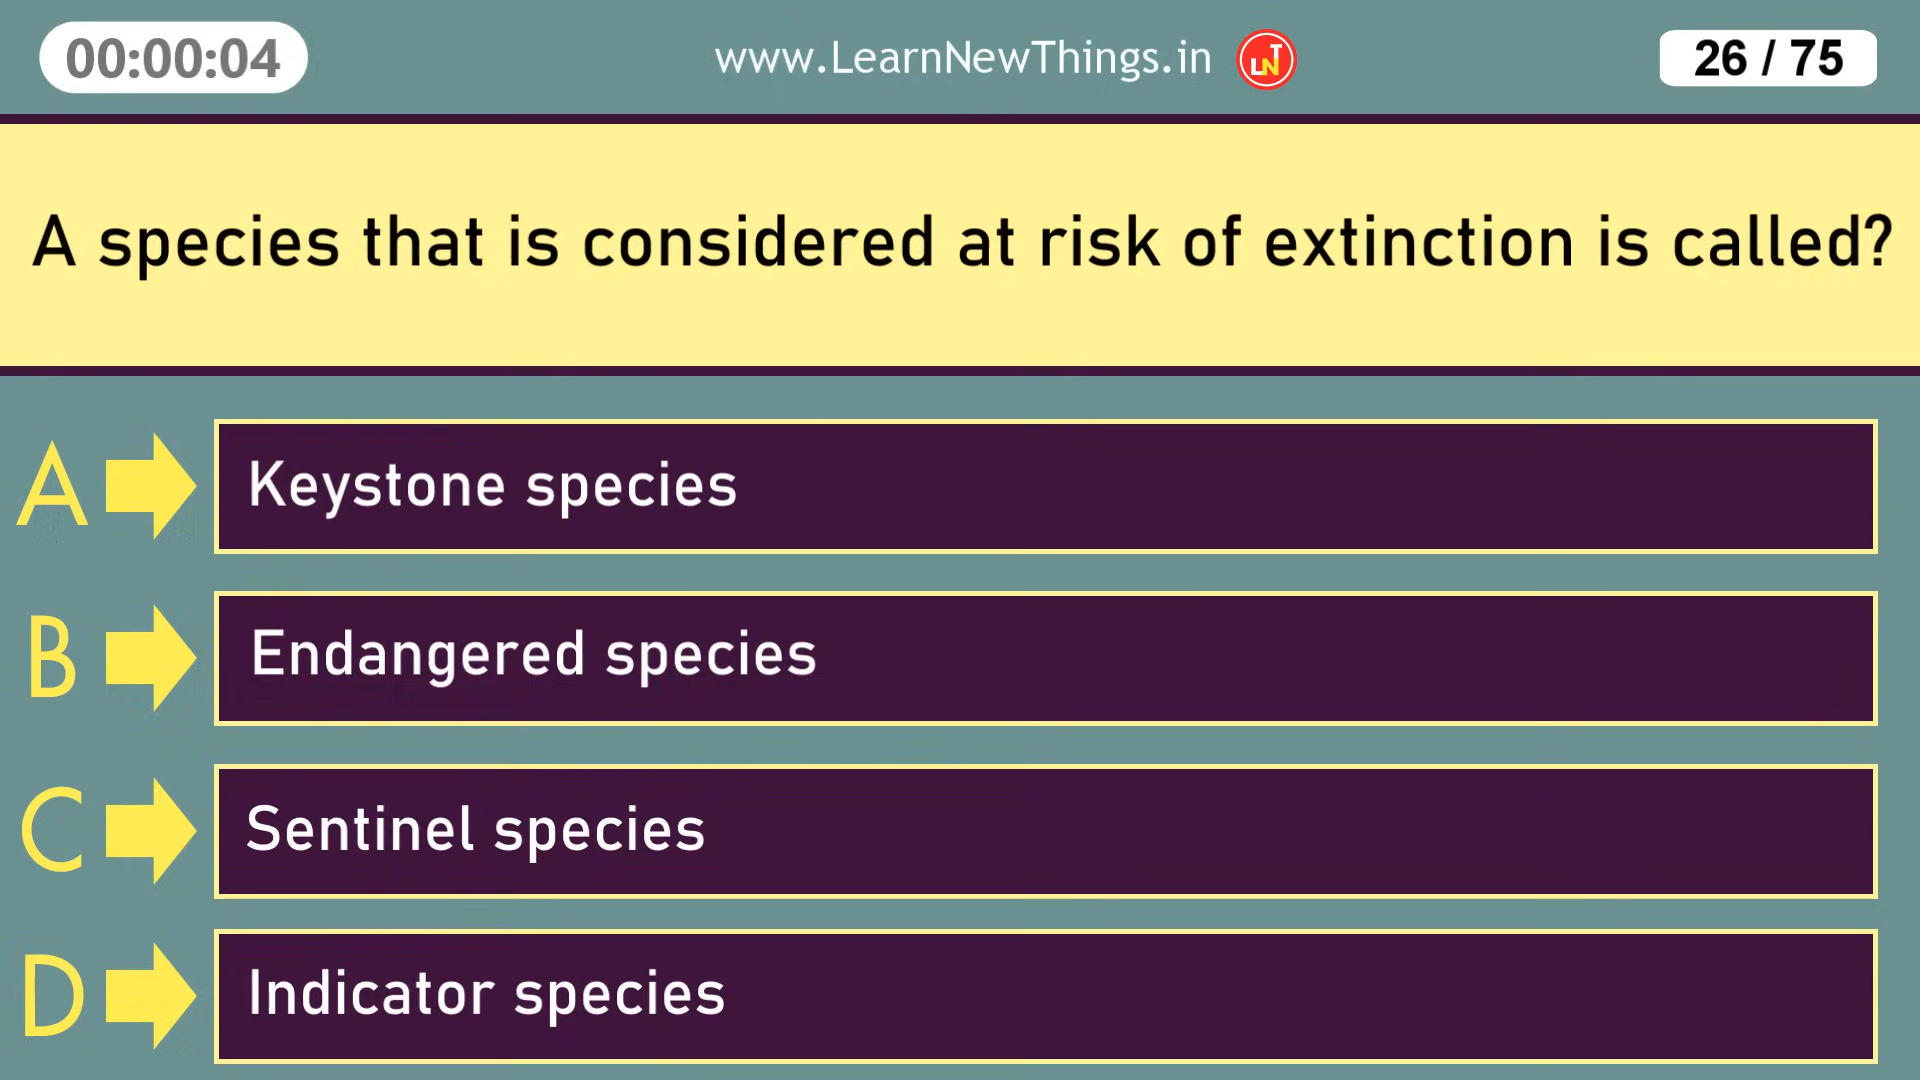 00:00:04
www.LearnNewThings.in
LNT
26 / 75
A species that is considered at risk of extinction is called?
A
Keystone species
B
Endangered species
C
Sentinel species
D
Indicator species